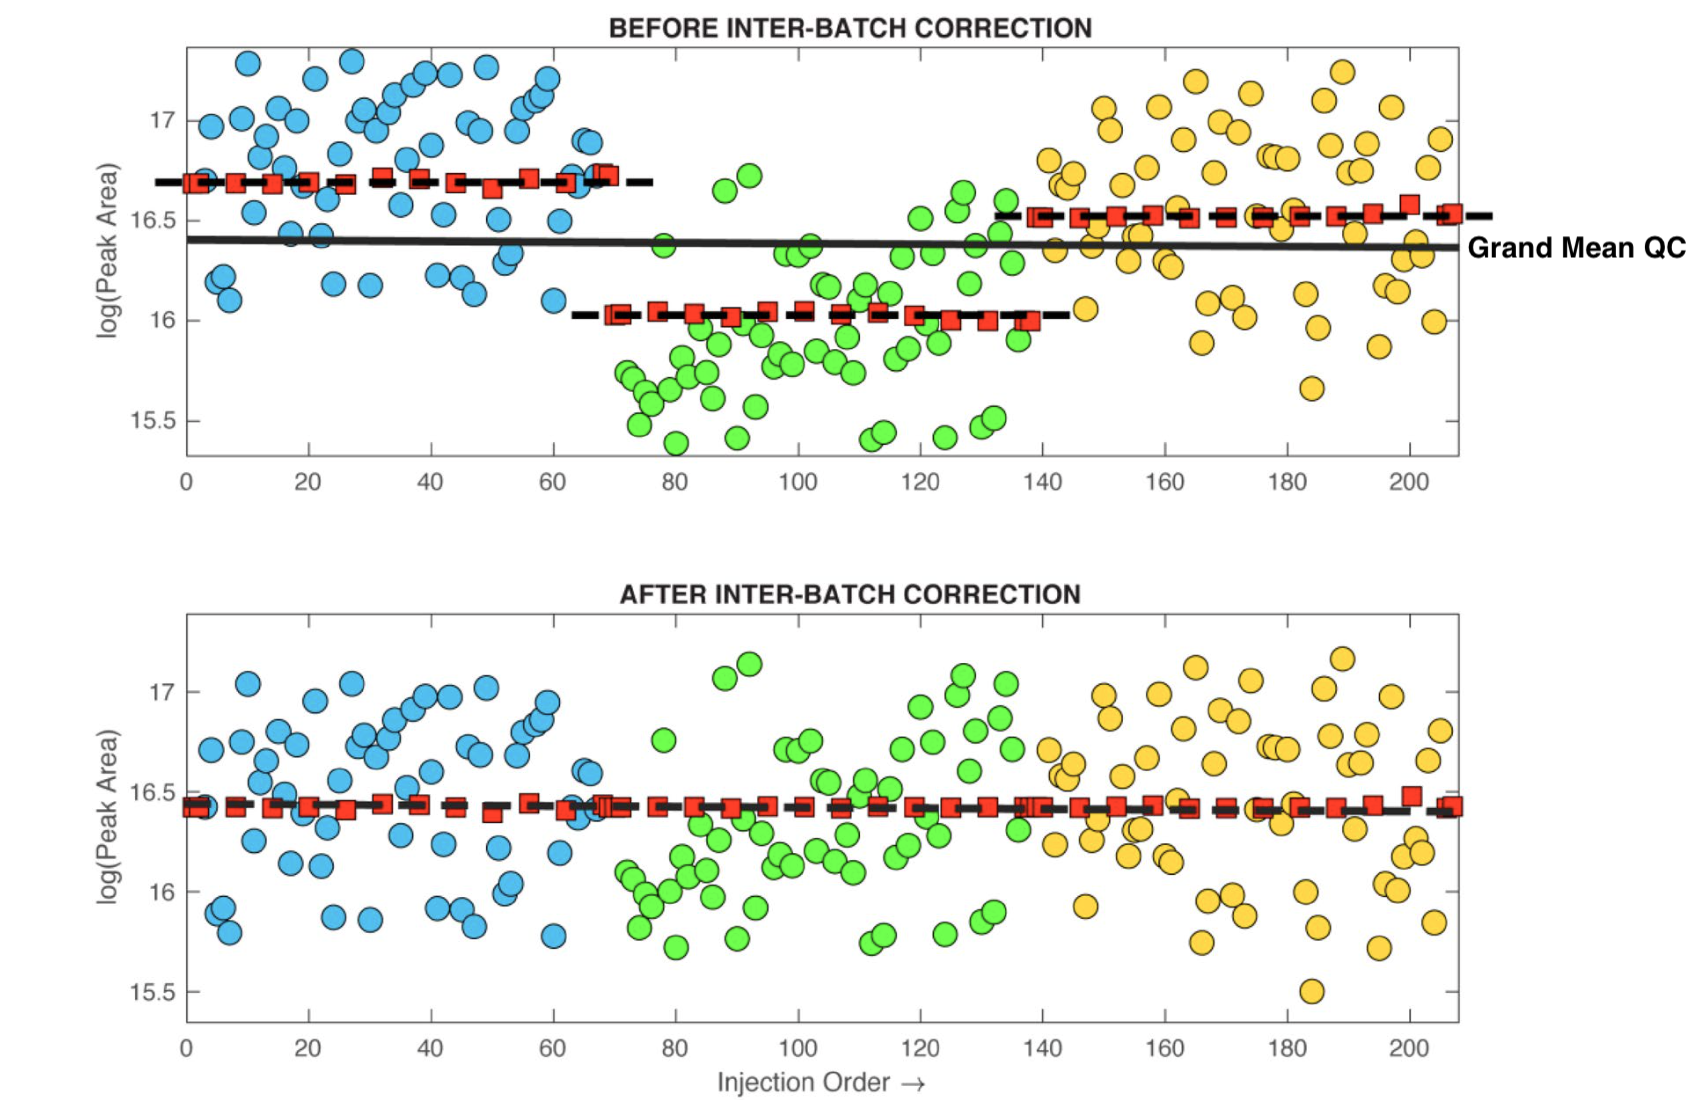 BEFORE INTER-BATCH CORRECTION
log(Peak Area)
17
16.5
16
15.5
Grand Mean QC
0 20 40 60 80 100 120 140 160 180 200
AFTER INTER-BATCH CORRECTION
log(Peak Area)
17
16.5
16
15.5
0 20 40 60 80 100 120 140 160 180 200
Injection Order →